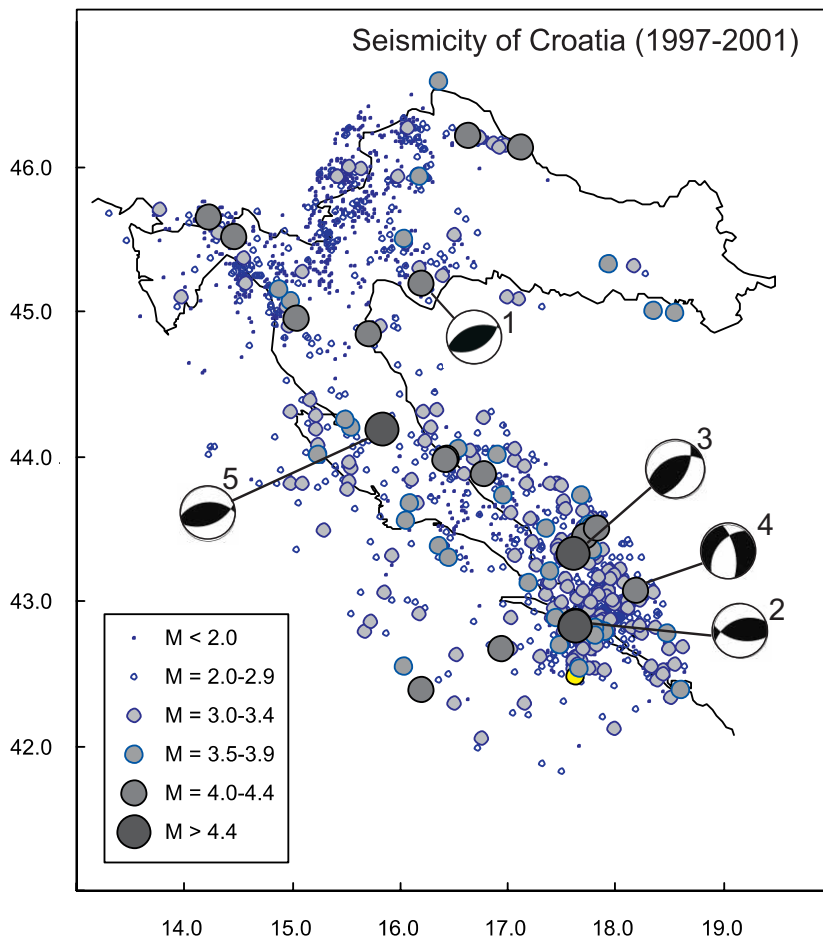 Seismicity of Croatia (1997-2001)
46.0
45.0
1
3
44.0
5
4
43.0
2
M < 2.0
M = 2.0-2.9
M = 3.0-3.4
42.0
M = 3.5-3.9
M = 4.0-4.4
M > 4.4
14.0 15.0 16.0 17.0 18.0 19.0